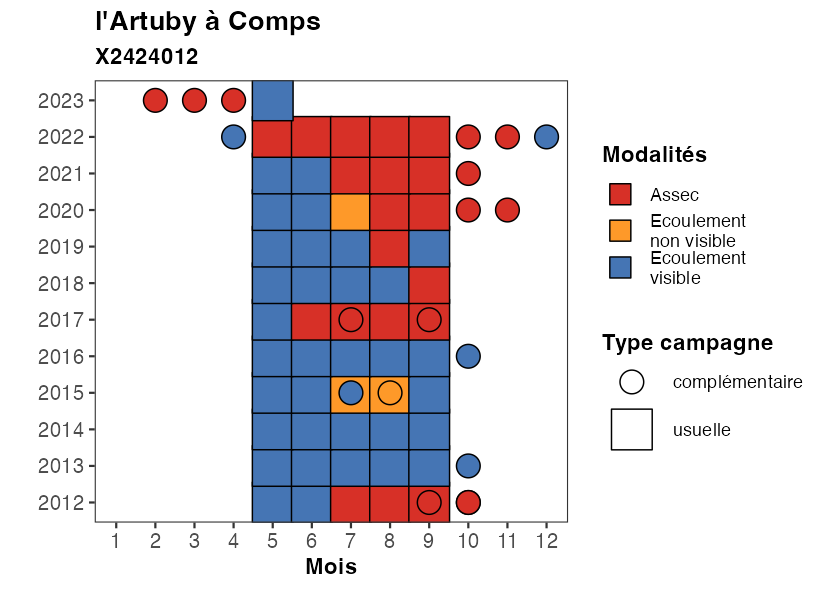 l'Artuby à Comps
X2424012
2023
2022
2021
2020
2019
2018
2017
2016
2015
2014
2013
2012
1 2 3 4 5 6 7 8 9 10 11 12
Mois
Modalités
Assec
Ecoulement
non visible
Ecoulement
visible
Type campagne
complémentaire
usuelle